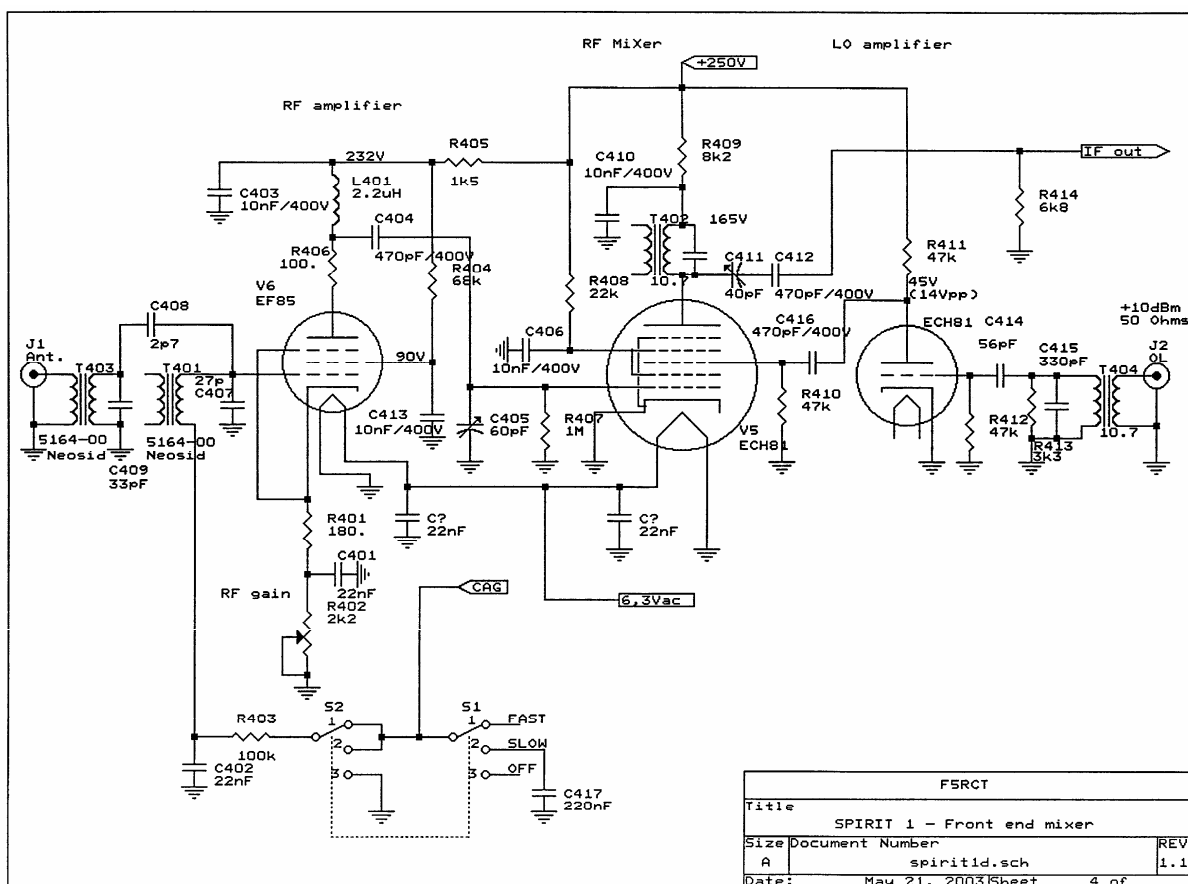 RF MiXer
LO amplifier
+250V
RF amplifier
R405
1k5
232V
C403
10nF/400V
L401
2.2uH
C404
470pF/400V
R406
100.
R404
68k
C410
10nF/400V
R409
8k2
IF out
R414
6k8
T402
165V
R411
47k
C411
40pF
C412
470pF/400V
10.7
R408
22k
45V
(14Vpp)
V6
EF85
C408
2p7
J1
Ant.
T403
T401
27p
C407
5164-00
Neosid
5164-00
Neosid
C409
33pF
90V
C406
10nF/400V
C413
10nF/400V
C405
60pF
R407
1M
C416
470pF/400V
R410
47k
V5
ECH81
ECH81
C414
56pF
C415
330pF
+10dBm
50 Ohms
J2
OL
T404
10.7
R412
47k
R413
3k3
R401
180.
C?
22nF
C?
22nF
C401
22nF
RF gain
R402
2k2
CAG
6,3Vac
R403
100k
C402
22nF
S2
1
2
3
S1
1
2
3
FAST
SLOW
OFF
C417
220nF
F5RCT
Title
SPIRIT 1 - Front end mixer
Size
Document Number
REV
A
spirit1d.sch
1.1
Date:
May 21, 2003
Sheet
4 of